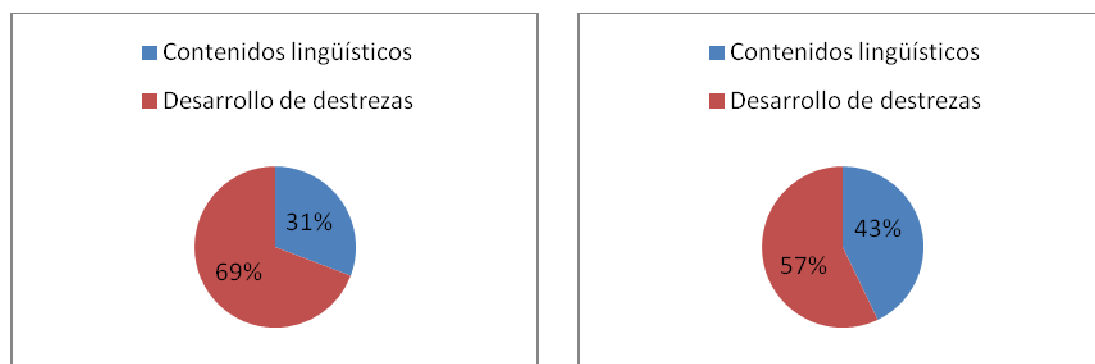 Contenidos lingüísticos
Desarrollo de destrezas
31%
69%
Contenidos lingüísticos
Desarrollo de destrezas
43%
57%